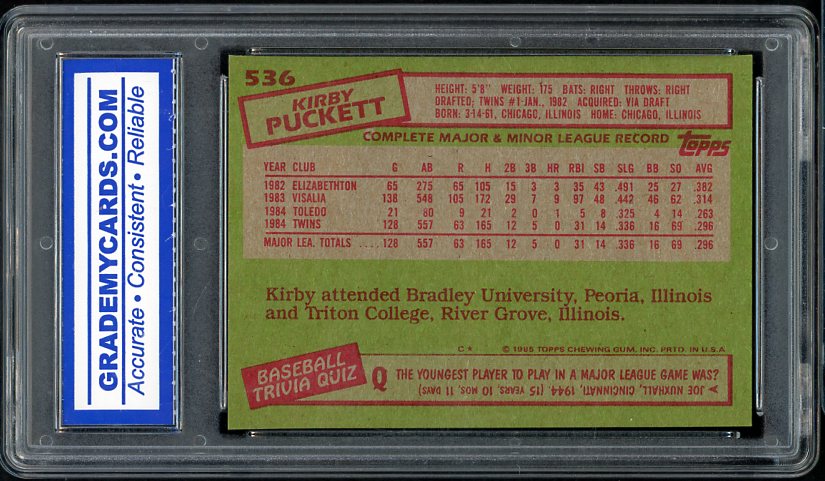 GRADEMYCARDS.COM
Accurate • Consistent • Reliable
536
KIRBY
PUCKETT
HEIGHT: 5'8" WEIGHT: 175 BATS: RIGHT THROWS: RIGHT
DRAFTED: TWINS #1-JAN., 1982 ACQUIRED: VIA DRAFT
BORN: 3-14-61, CHICAGO, ILLINOIS HOME: CHICAGO, ILLINOIS
COMPLETE MAJOR & MINOR LEAGUE RECORD topps
YEAR CLUB G AB R H 2B 3B HR RBI SB SLG BB SO AVG
1982 ELIZABETHTON 65 275 65 105 15 3 3 35 43 .491 25 27 .382
1983 VISALIA 138 548 105 172 29 7 9 97 48 .442 46 62 .314
1984 TOLEDO 21 80 9 21 2 0 1 5 8 .325 4 14 .263
1984 TWINS 128 557 63 165 12 5 0 31 14 .336 16 69 .296
MAJOR LEA. TOTALS ..... 128 557 63 165 12 5 0 31 14 .336 16 69 .296
Kirby attended Bradley University, Peoria, Illinois
and Triton College, River Grove, Illinois.
C* © 1985 TOPPS CHEWING GUM, INC. PRTD. IN U.S.A.
BASEBALL
TRIVIA QUIZ
Q THE YOUNGEST PLAYER TO PLAY IN A MAJOR LEAGUE GAME WAS?
A JOE NUXHALL, CINCINNATI, 1944. (15 YEARS, 10 MOS, 11 DAYS)